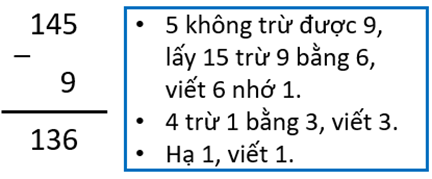 145
–
9
136
• 5 không trừ được 9,
lấy 15 trừ 9 bằng 6,
viết 6 nhớ 1.
• 4 trừ 1 bằng 3, viết 3.
• Hạ 1, viết 1.